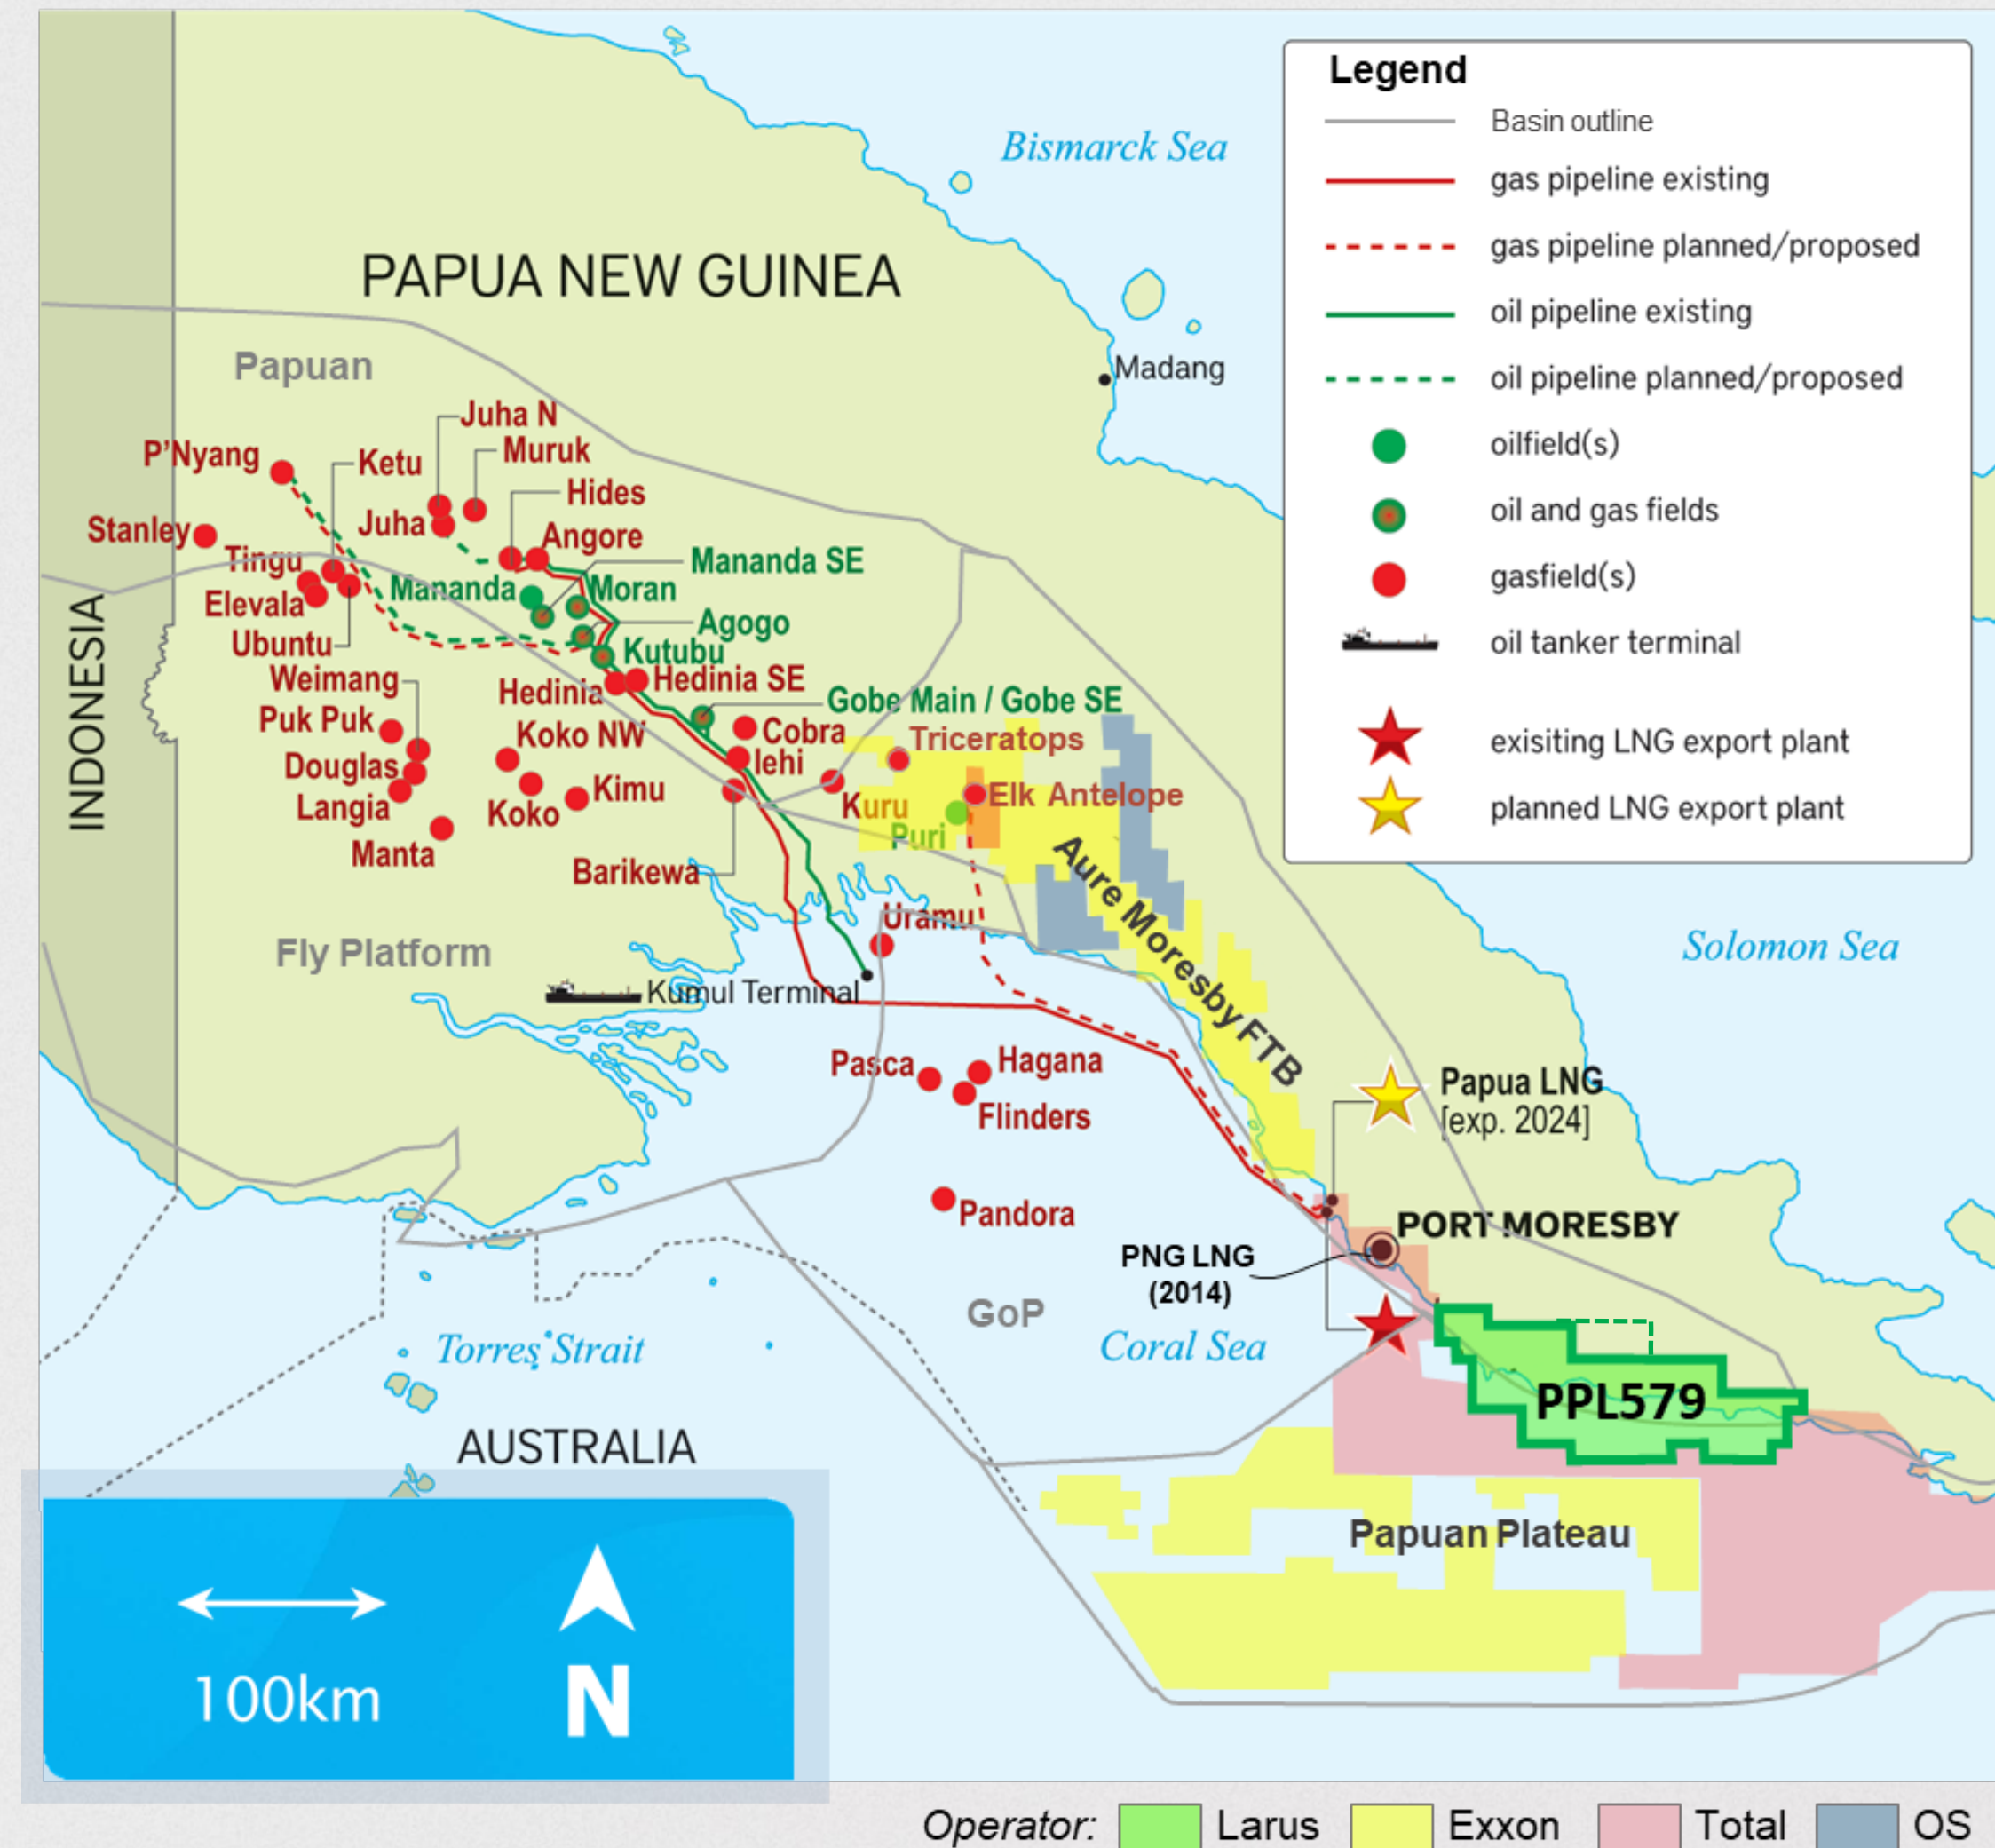 Legend
Basin outline
gas pipeline existing
gas pipeline planned/proposed
oil pipeline existing
oil pipeline planned/proposed
oilfield(s)
oil and gas fields
gasfield(s)
oil tanker terminal
exisiting LNG export plant
planned LNG export plant
Bismarck Sea
PAPUA NEW GUINEA
Madang
Papuan
Juha N
Muruk
P'Nyang
Ketu
Hides
Stanley
Juha
Angore
Tingu
Mananda SE
Mananda
Moran
Elevala
Agogo
Ubuntu
Kutubu
INDONESIA
Weimang
Hedinia
Hedinia SE
Gobe Main / Gobe SE
Puk Puk
Koko NW
Cobra
Triceratops
Douglas
Iehi
Langia
Koko
Kimu
Kuru
Elk Antelope
Puri
Manta
Barikewa
Aure Moresby FTB
Uramu
Fly Platform
Solomon Sea
Kumul Terminal
Pasca
Hagana
Flinders
Papua LNG
[exp. 2024]
Pandora
PORT MORESBY
PNG LNG
(2014)
GoP
Torres Strait
Coral Sea
PPL579
AUSTRALIA
Papuan Plateau
100km
N
Operator:
Larus
Exxon
Total
OS